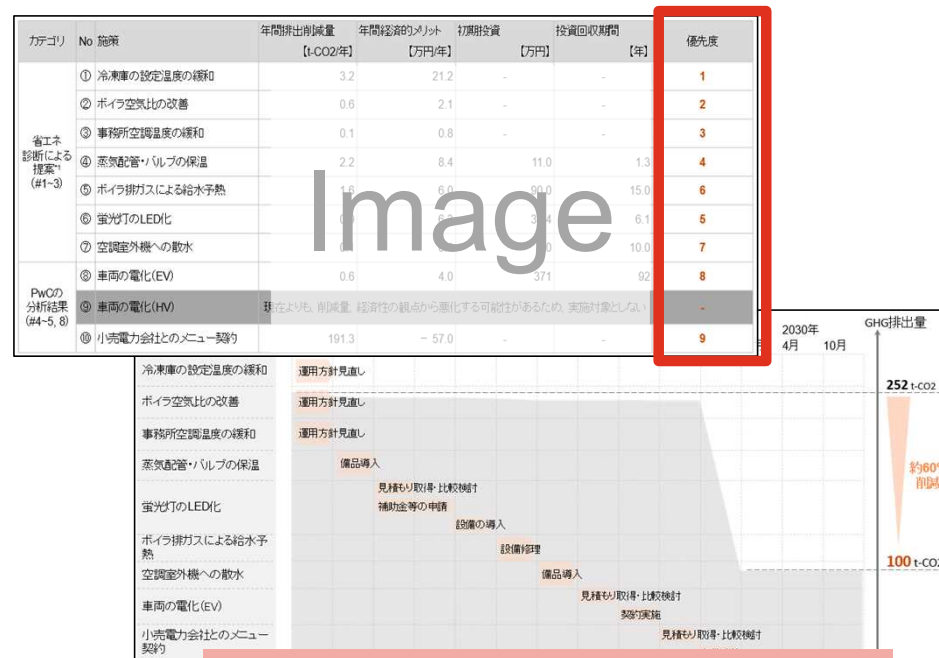 カテゴリ No 施策 年間排出削減量 【t-CO2/年】 年間経済的メリット 【万円/年】 初期投資 【万円】 投資回収期間 【年】 優先度
省エネ診断による提案*1 (#1~3)
① 冷凍庫の設定温度の緩和 3.2 21.2 - - 1
② ボイラ空気比の改善 0.6 2.1 - - 2
③ 事務所空調温度の緩和 0.1 0.8 - - 3
④ 蒸気配管・バルブの保温 2.2 8.4 11.0 1.3 4
⑤ ボイラ排ガスによる給水予熱 1.6 6.0 90.0 15.0 6
⑥ 蛍光灯のLED化 6.1 5
⑦ 空調室外機への散水 10.0 7
PwCの分析結果 (#4~5, 8)
⑧ 車両の電化(EV) 0.6 4.0 371 92 8
⑨ 車両の電化(HV) 現在よりも、削減量、経済性の観点から悪化する可能性があるため、実施対象としない -
⑩ 小売電力会社とのメニュー契約 191.3 - 57.0 - - 9
Image
2030年
4月 10月
GHG排出量
冷凍庫の設定温度の緩和 運用方針見直し
252 t-CO2
ボイラ空気比の改善 運用方針見直し
事務所空調温度の緩和 運用方針見直し
蒸気配管・バルブの保温 備品導入
約60%
削減
蛍光灯のLED化 見積もり取得・比較検討
補助金等の申請
設備の導入
ボイラ排ガスによる給水予
熱 設備修理
空調室外機への散水 備品導入
100 t-CO2
車両の電化(EV) 見積もり取得・比較検討
契約実施
小売電力会社とのメニュー
契約 見積もり取得・比較検討